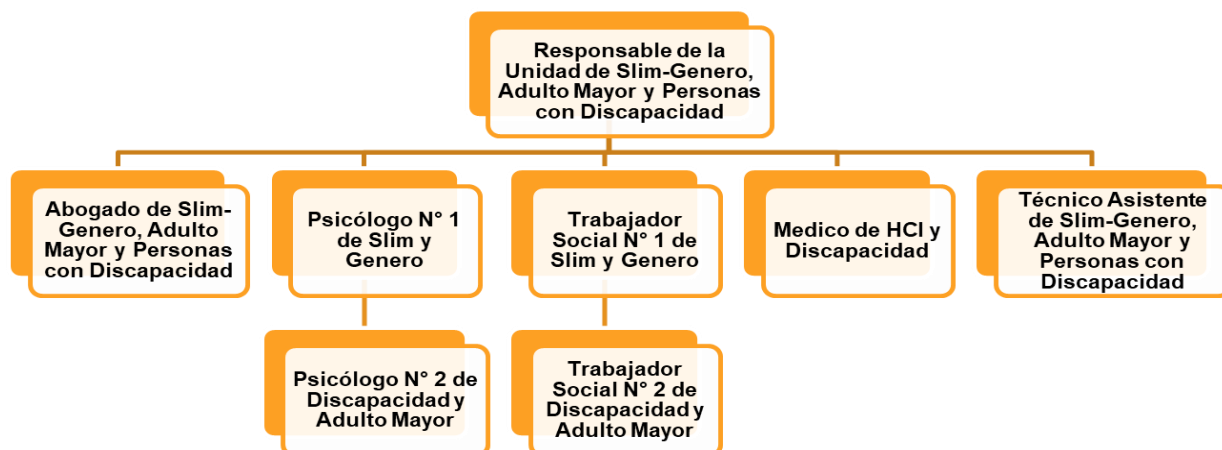 Responsable de la
Unidad de Slim-Genero,
Adulto Mayor y Personas
con Discapacidad
Abogado de Slim-
Genero, Adulto
Mayor y Personas
con Discapacidad
Psicólogo N° 1
de Slim y
Genero
Trabajador
Social N° 1 de
Slim y Genero
Medico de HCI y
Discapacidad
Técnico Asistente
de Slim-Genero,
Adulto Mayor y
Personas con
Discapacidad
Psicólogo N° 2 de
Discapacidad y
Adulto Mayor
Trabajador
Social N° 2 de
Discapacidad y
Adulto Mayor